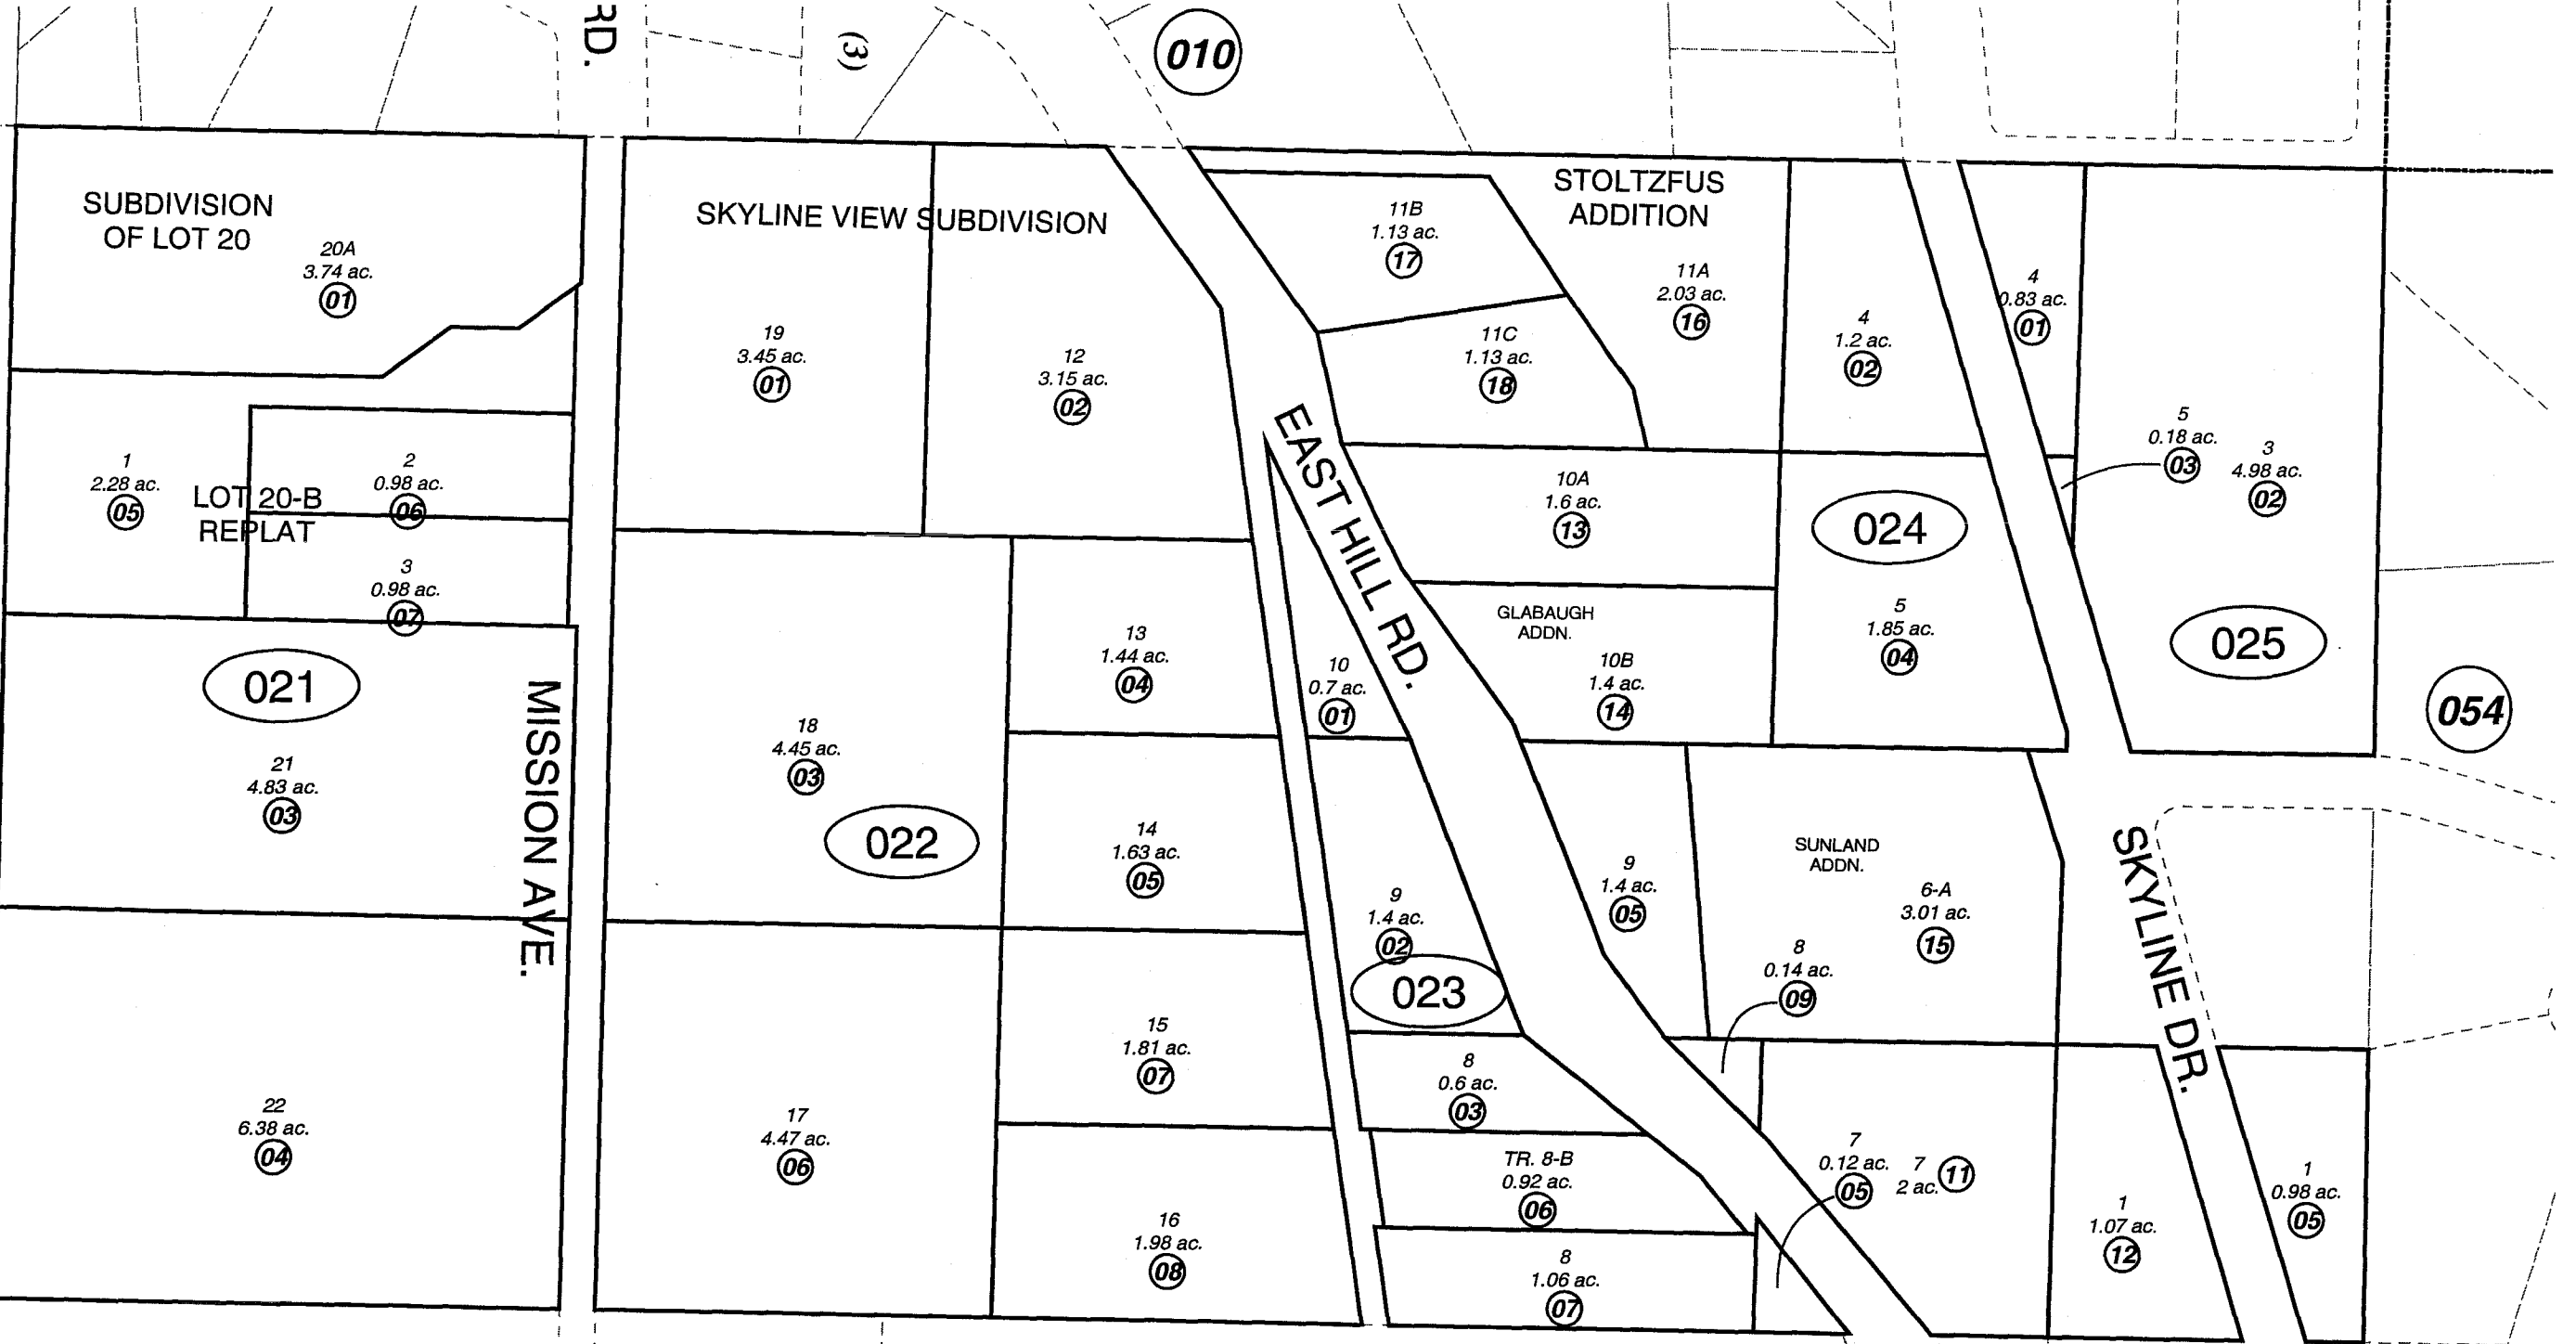 RD.
(3)
010
SUBDIVISION
OF LOT 20
20A
3.74 ac.
01
SKYLINE VIEW SUBDIVISION
19
3.45 ac.
01
12
3.15 ac.
02
11B
1.13 ac.
17
STOLTZFUS
ADDITION
11A
2.03 ac.
16
11C
1.13 ac.
18
4
1.2 ac.
02
4
0.83 ac.
01
5
0.18 ac.
03
3
4.98 ac.
02
1
2.28 ac.
05
LOT 20-B
REPLAT
2
0.98 ac.
06
3
0.98 ac.
07
EAST HILL RD.
10A
1.6 ac.
13
024
GLABAUGH
ADDN.
10B
1.4 ac.
14
5
1.85 ac.
04
025
054
021
MISSION AVE.
21
4.83 ac.
03
18
4.45 ac.
03
022
13
1.44 ac.
04
10
0.7 ac.
01
14
1.63 ac.
05
9
1.4 ac.
02
023
9
1.4 ac.
05
SUNLAND
ADDN.
6-A
3.01 ac.
15
8
0.14 ac.
09
SKYLINE DR.
22
6.38 ac.
04
17
4.47 ac.
06
15
1.81 ac.
07
8
0.6 ac.
03
TR. 8-B
0.92 ac.
06
7
0.12 ac.
05
7
2 ac.
11
16
1.98 ac.
08
8
1.06 ac.
07
1
1.07 ac.
12
1
0.98 ac.
05